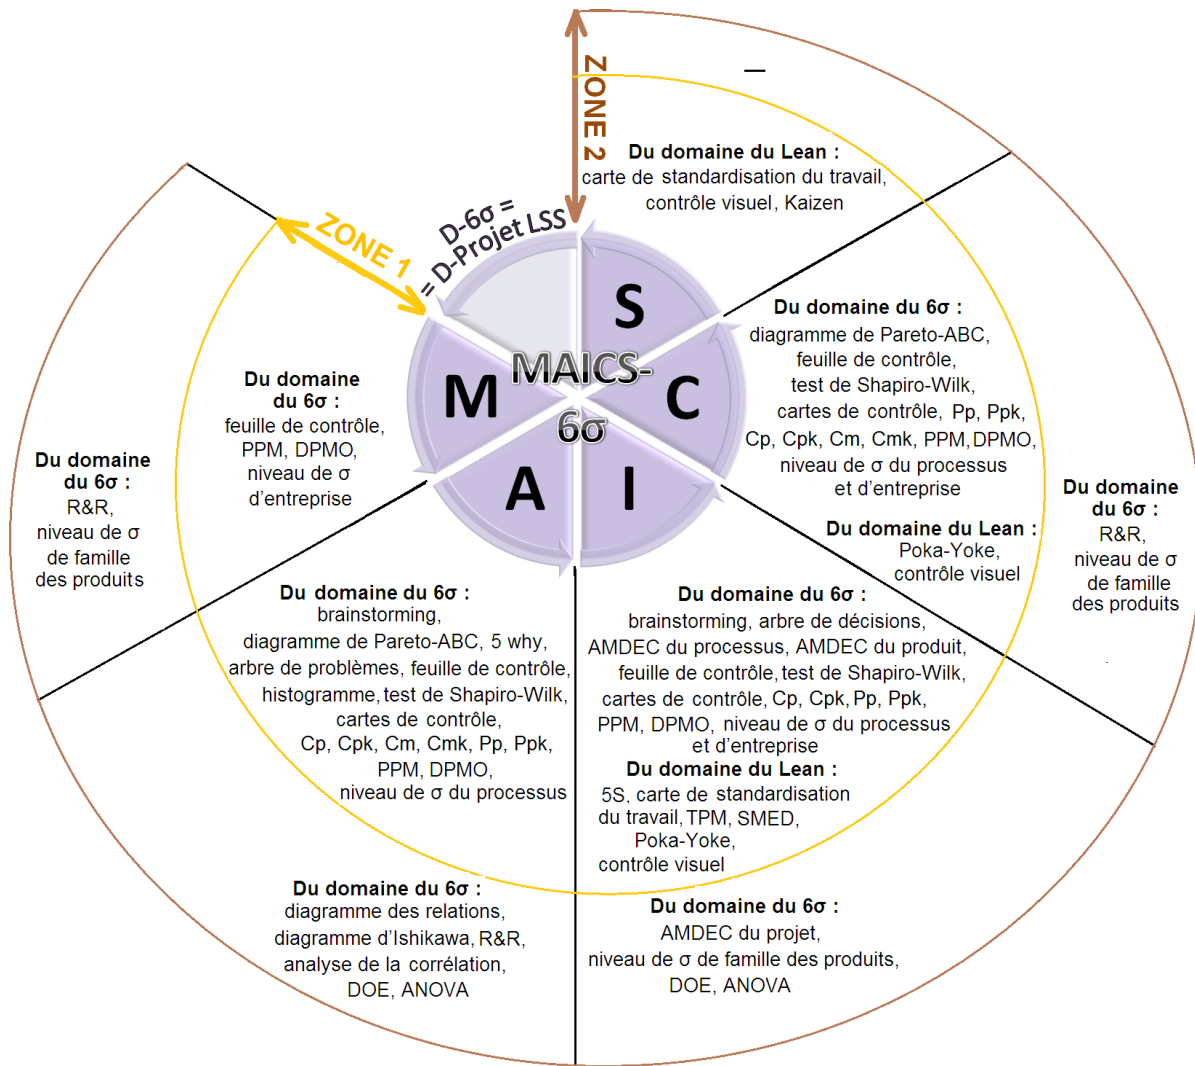 ZONE 2
—
Du domaine du Lean :
carte de standardisation du travail,
contrôle visuel, Kaizen
ZONE 1
D-6σ =
= D-Projet LSS
S
MAICS-
6σ
M
C
A
I
Du domaine du 6σ :
diagramme de Pareto-ABC,
feuille de contrôle,
test de Shapiro-Wilk,
cartes de contrôle, Pp, Ppk,
Cp, Cpk, Cm, Cmk, PPM, DPMO,
niveau de σ du processus
et d'entreprise
Du domaine du Lean :
Poka-Yoke,
contrôle visuel
Du domaine
du 6σ :
R&R,
niveau de σ
de famille
des produits
Du domaine
du 6σ :
feuille de contrôle,
PPM, DPMO,
niveau de σ
d'entreprise
Du domaine
du 6σ :
R&R,
niveau de σ
de famille
des produits
Du domaine du 6σ :
brainstorming,
diagramme de Pareto-ABC, 5 why,
arbre de problèmes, feuille de contrôle,
histogramme, test de Shapiro-Wilk,
cartes de contrôle,
Cp, Cpk, Cm, Cmk, Pp, Ppk,
PPM, DPMO,
niveau de σ du processus
Du domaine du 6σ :
brainstorming, arbre de décisions,
AMDEC du processus, AMDEC du produit,
feuille de contrôle, test de Shapiro-Wilk,
cartes de contrôle, Cp, Cpk, Pp, Ppk,
PPM, DPMO, niveau de σ du processus
et d'entreprise
Du domaine du Lean :
5S, carte de standardisation
du travail, TPM, SMED,
Poka-Yoke,
contrôle visuel
Du domaine du 6σ :
diagramme des relations,
diagramme d'Ishikawa, R&R,
analyse de la corrélation,
DOE, ANOVA
Du domaine du 6σ :
AMDEC du projet,
niveau de σ de famille des produits,
DOE, ANOVA